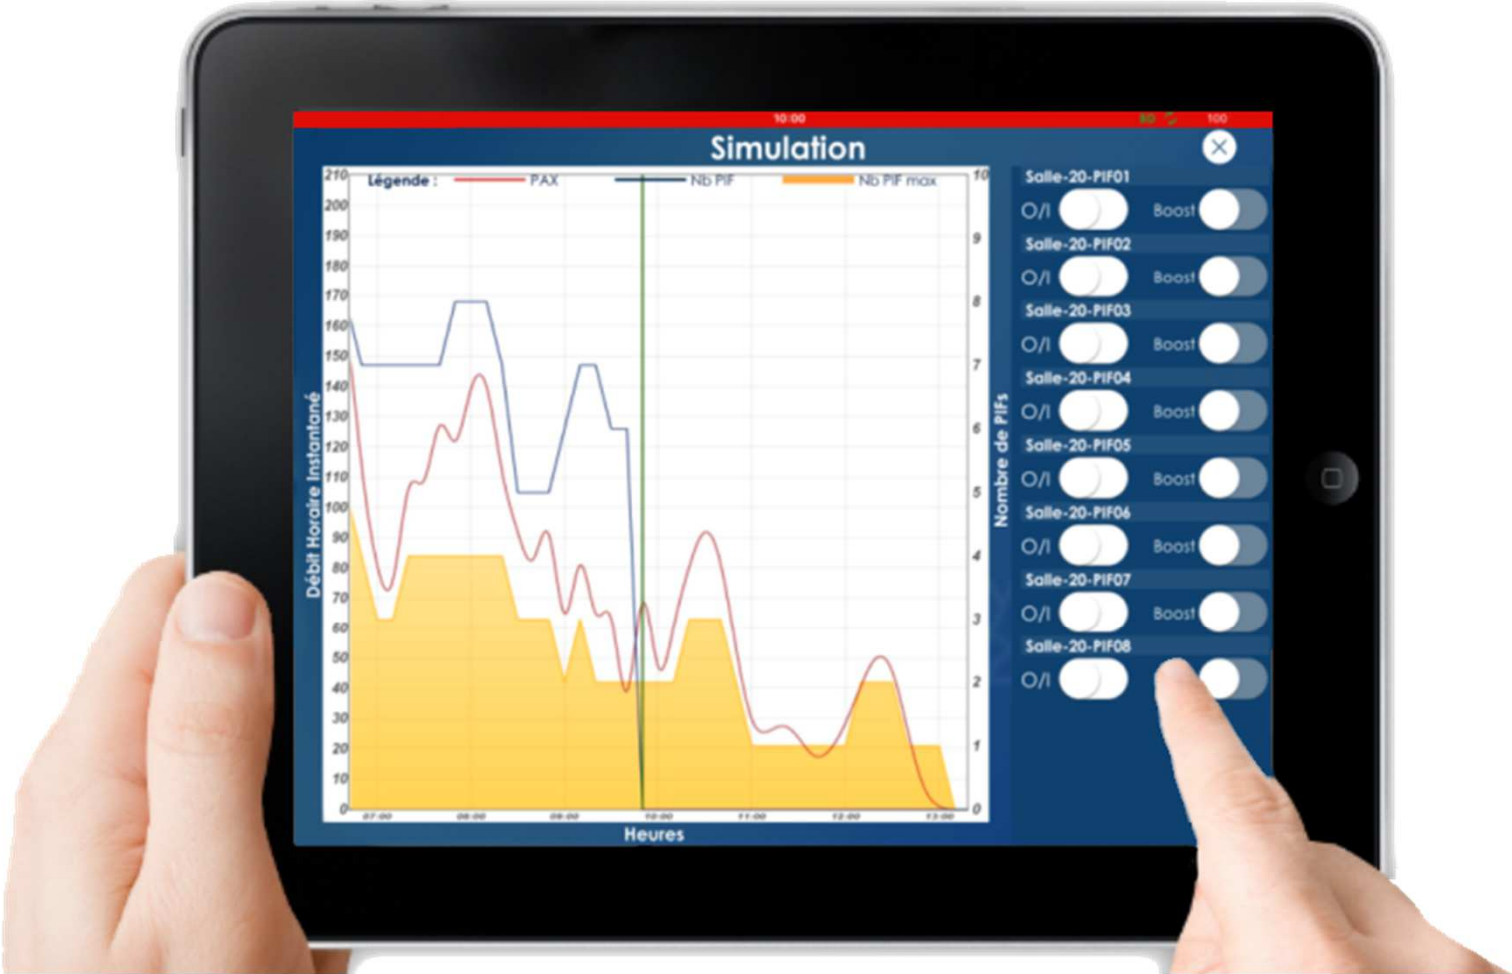 10:00
100
Simulation
Légende :
PAX
Nb PIF
Nb PIF max
Débit Horaire Instantané
210
200
190
180
170
160
150
140
130
120
110
100
90
80
70
60
50
40
30
20
10
0
10
9
8
7
6
5
4
3
2
1
0
Nombre de PIFs
07:00
08:00
09:00
10:00
11:00
12:00
13:00
Heures
Salle-20-PIF01
O/I Boost
Salle-20-PIF02
O/I Boost
Salle-20-PIF03
O/I Boost
Salle-20-PIF04
O/I Boost
Salle-20-PIF05
O/I Boost
Salle-20-PIF06
O/I Boost
Salle-20-PIF07
O/I Boost
Salle-20-PIF08
O/I